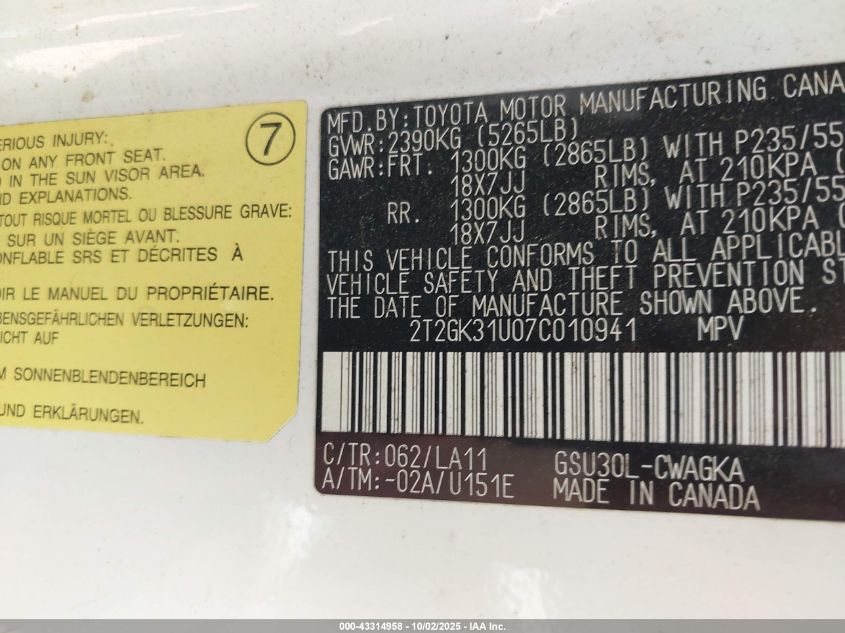 ERIOUS INJURY:
ON ANY FRONT SEAT.
IN THE SUN VISOR AREA.
EXPLANATIONS.
TOUT RISQUE MORTEL OU BLESSURE GRAVE:
SUR UN SIÈGE AVANT.
ONFLABLE SRS ET DÉCRITES À
OIR LE MANUEL DU PROPRIÉTAIRE.
BENSGEFÄHRLICHEN VERLETZUNGEN:
ICHT AUF
M SONNENBLENDENBEREICH
UND ERKLÄRUNGEN.
7
MFD.BY:TOYOTA MOTOR MANUFACTURING CANA
GVWR:2390KG (5265LB)
GAWR:FRT. 1300KG (2865LB) WITH P235/55
18X7JJ RIMS, AT 210KPA (
RR. 1300KG (2865LB) WITH P235/55
18X7JJ RIMS, AT 210KPA (
THIS VEHICLE CONFORMS TO ALL APPLICABL
VEHICLE SAFETY AND THEFT PREVENTION ST
THE DATE OF MANUFACTURE SHOWN ABOVE.
2T2GK31U07C010941 MPV
C/TR:062/LA11 GSU30L-CWAGKA
A/TM:-02A/U151E MADE IN CANADA
000-43314958 - 10/02/2025 - IAA Inc.